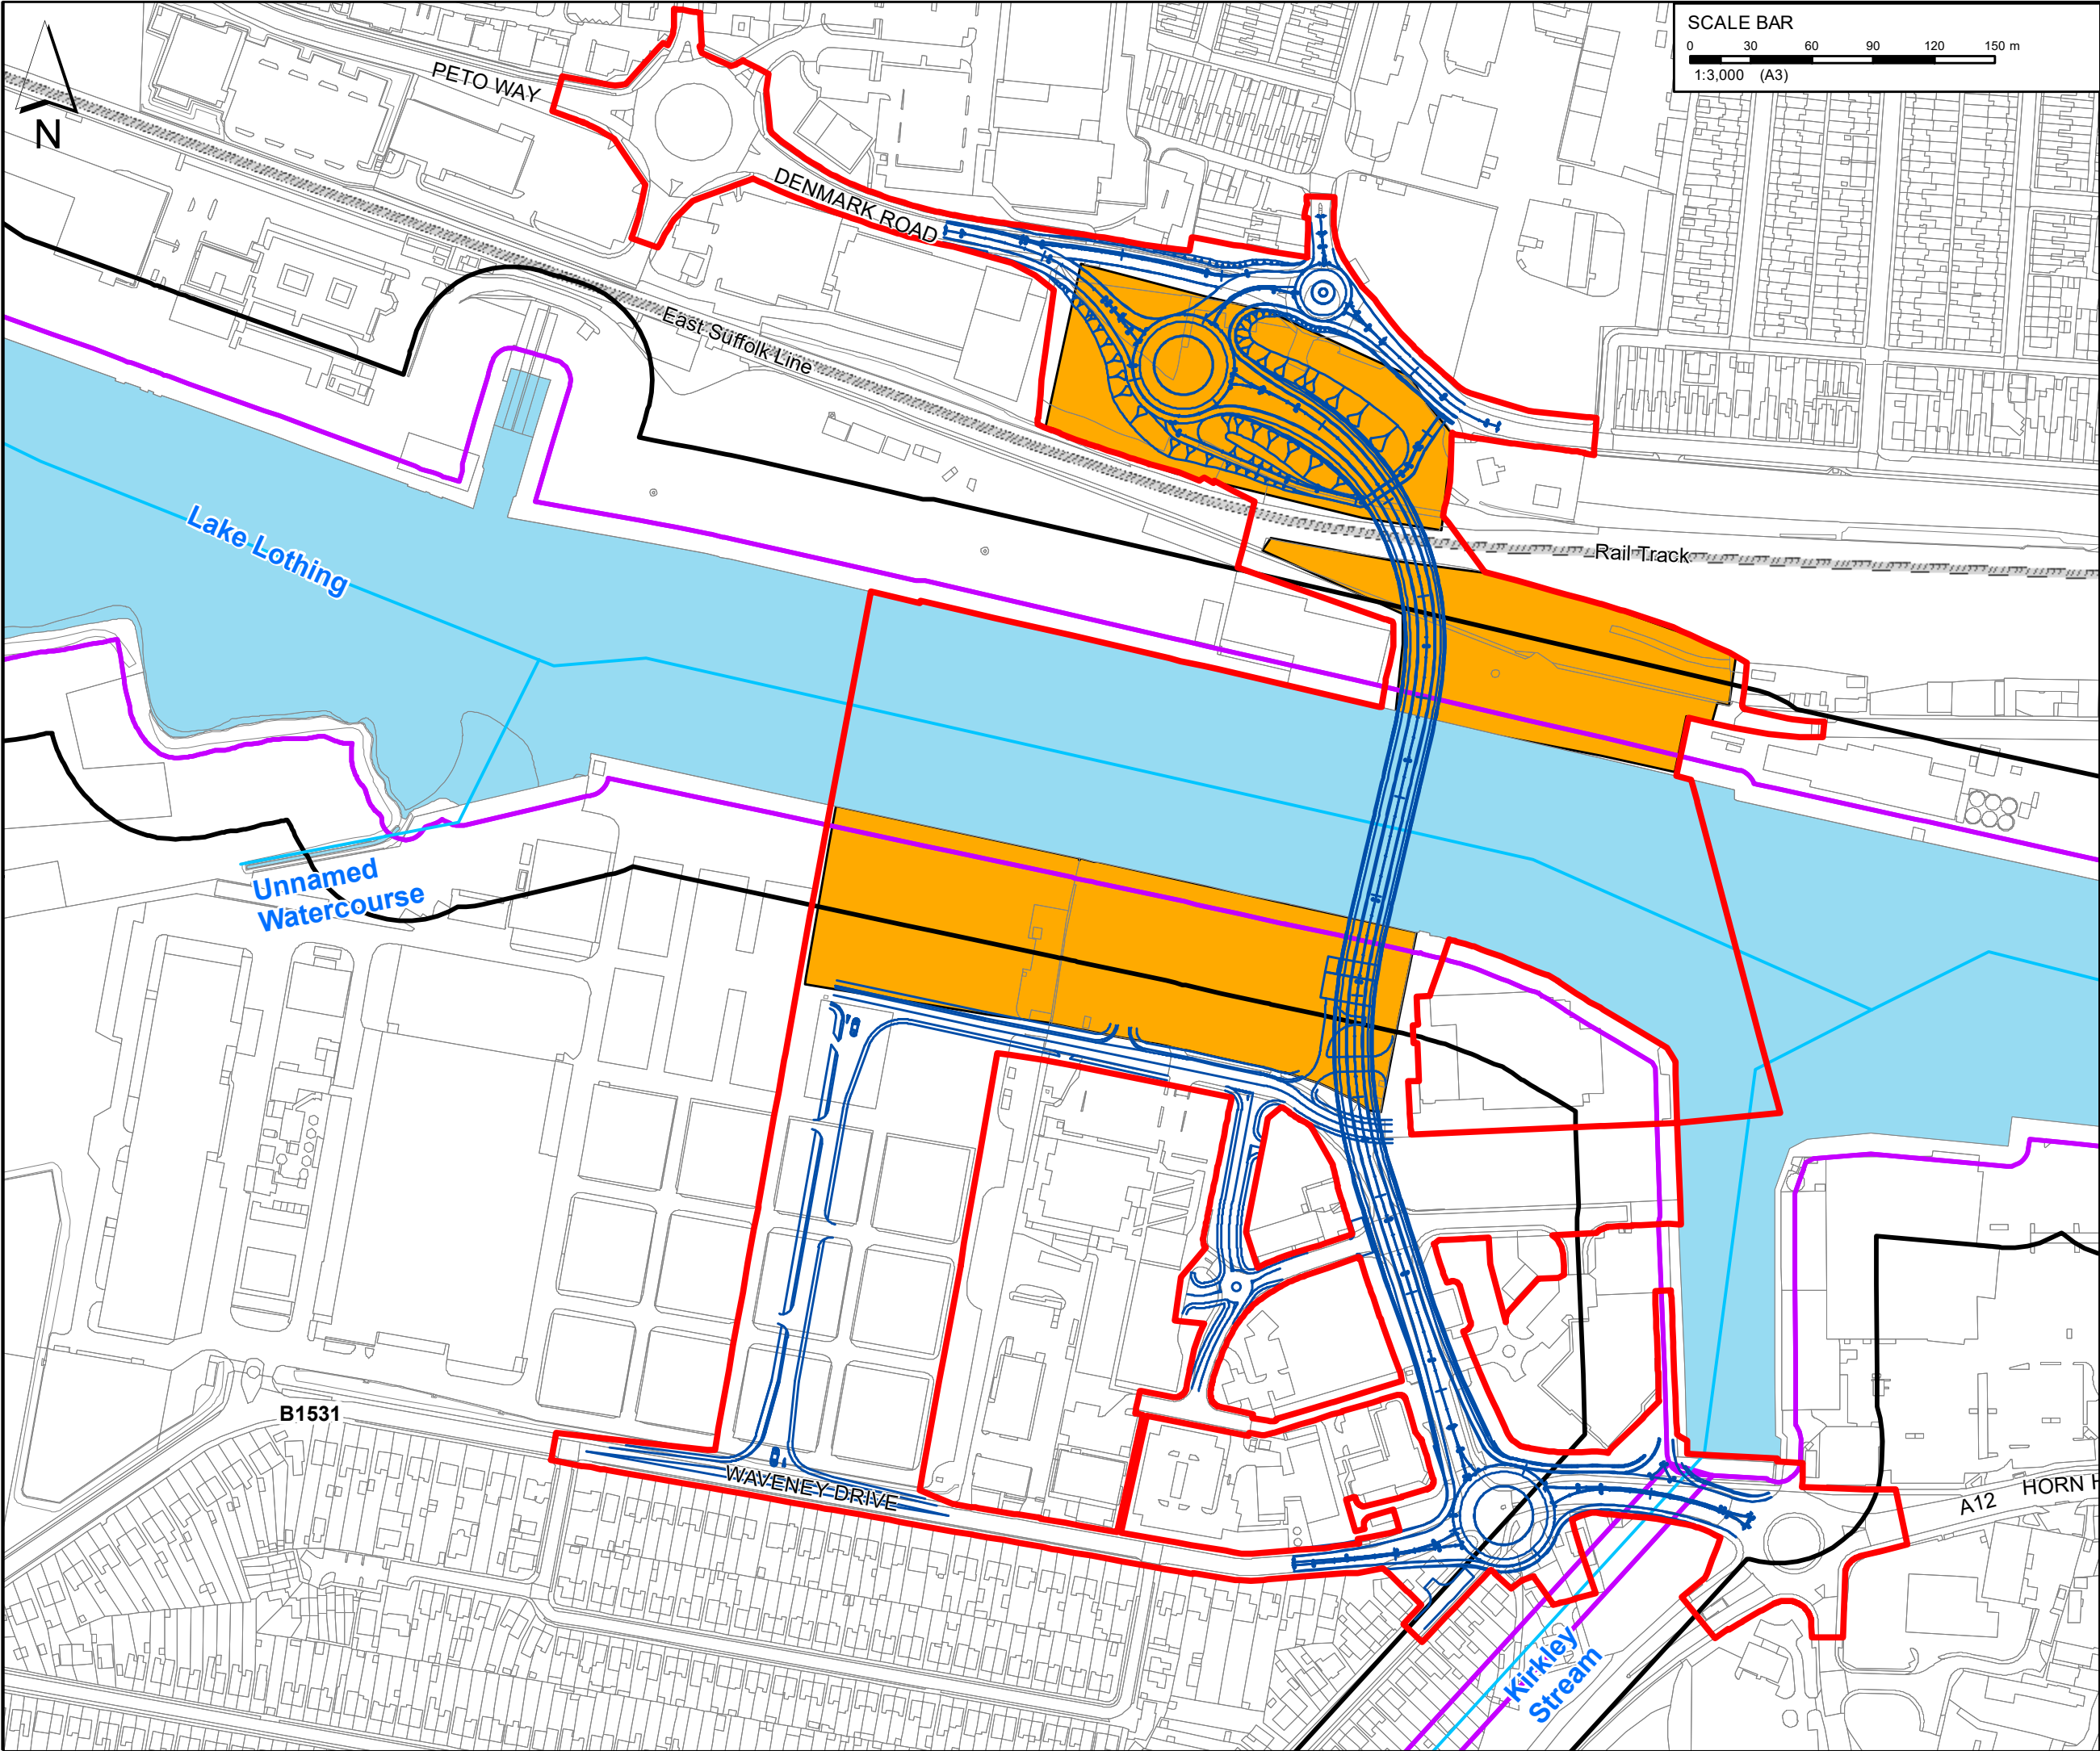 SCALE BAR
0 30 60 90 120 150 m
1:3,000 (A3)
PETO WAY
N
DENMARK ROAD
East Suffolk Line
Lake Lothing
Rail Track
Unnamed
Watercourse
B1531
WAVENEY DRIVE
A12 HORN H
Kirkley
Stream